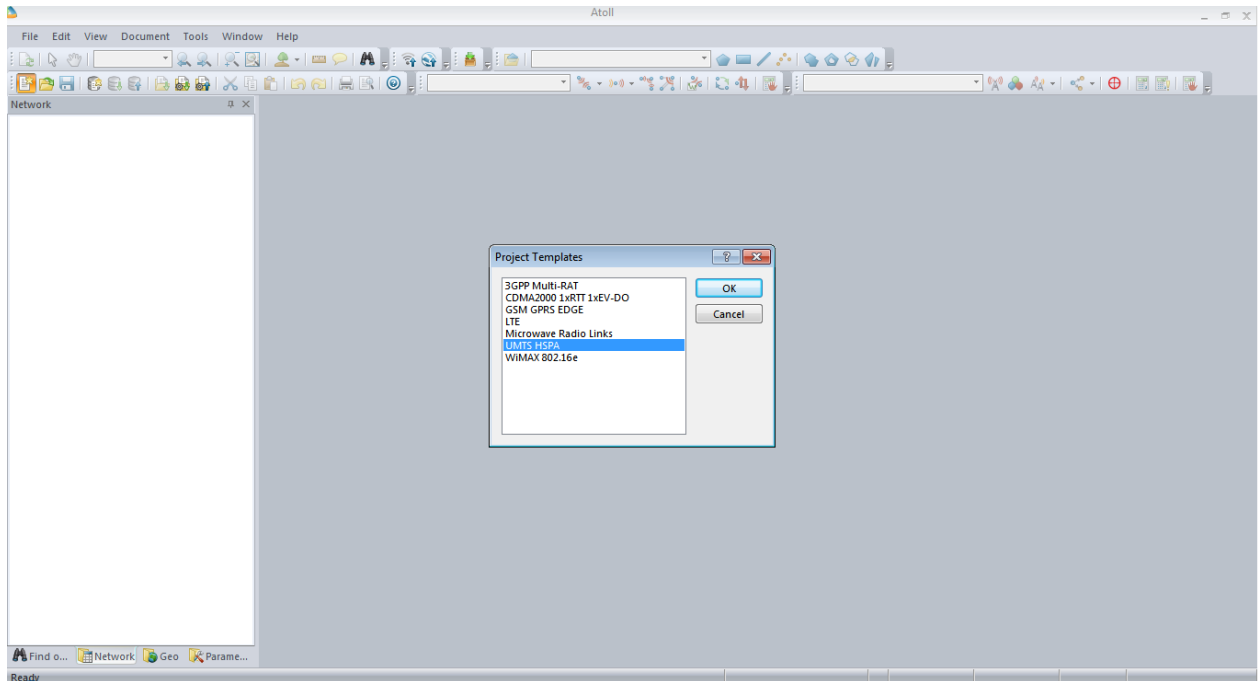 Atoll
File Edit View Document Tools Window Help
Network
Project Templates
3GPP Multi-RAT
CDMA2000 1xRTT 1xEV-DO
GSM GPRS EDGE
LTE
Microwave Radio Links
UMTS HSPA
WiMAX 802.16e
OK
Cancel
Find o... Network Geo Parame...
Ready